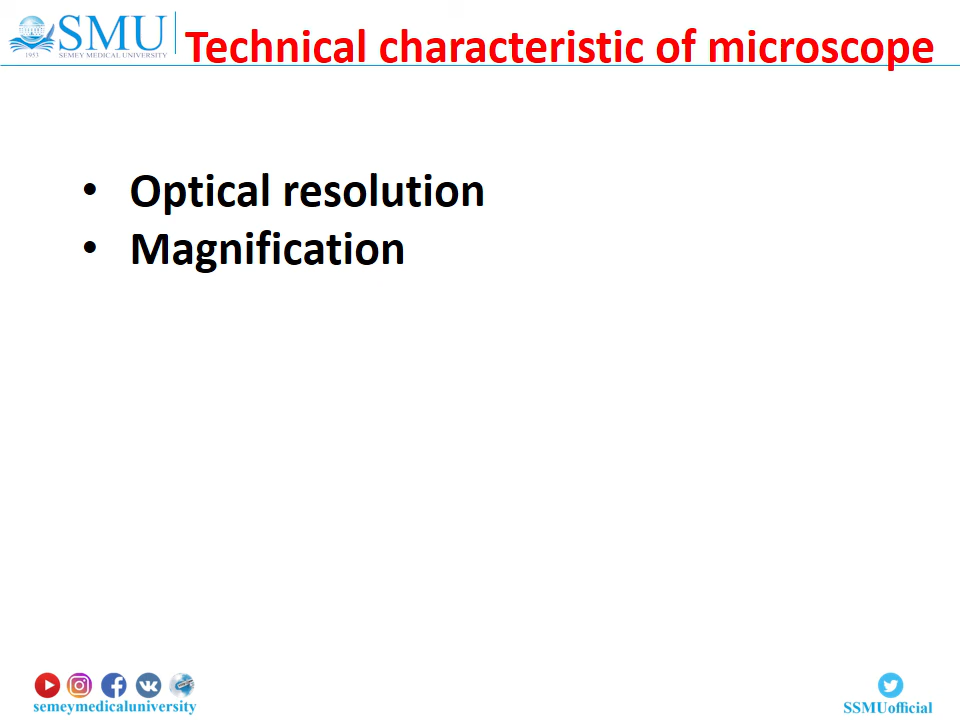 SMU
1953 SEMEY MEDICAL UNIVERSITY
Technical characteristic of microscope
• Optical resolution
• Magnification
semeymedicaluniversity
SSMUofficial